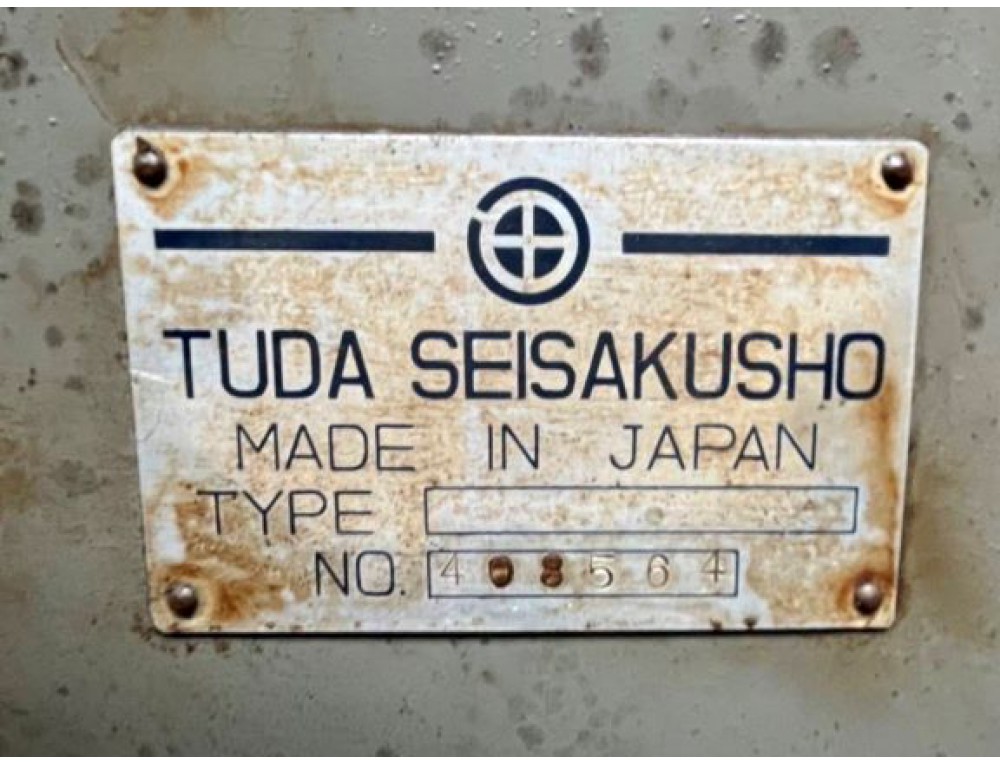 TUDA SEISAKUSHO
MADE IN JAPAN
TYPE
NO. 408564